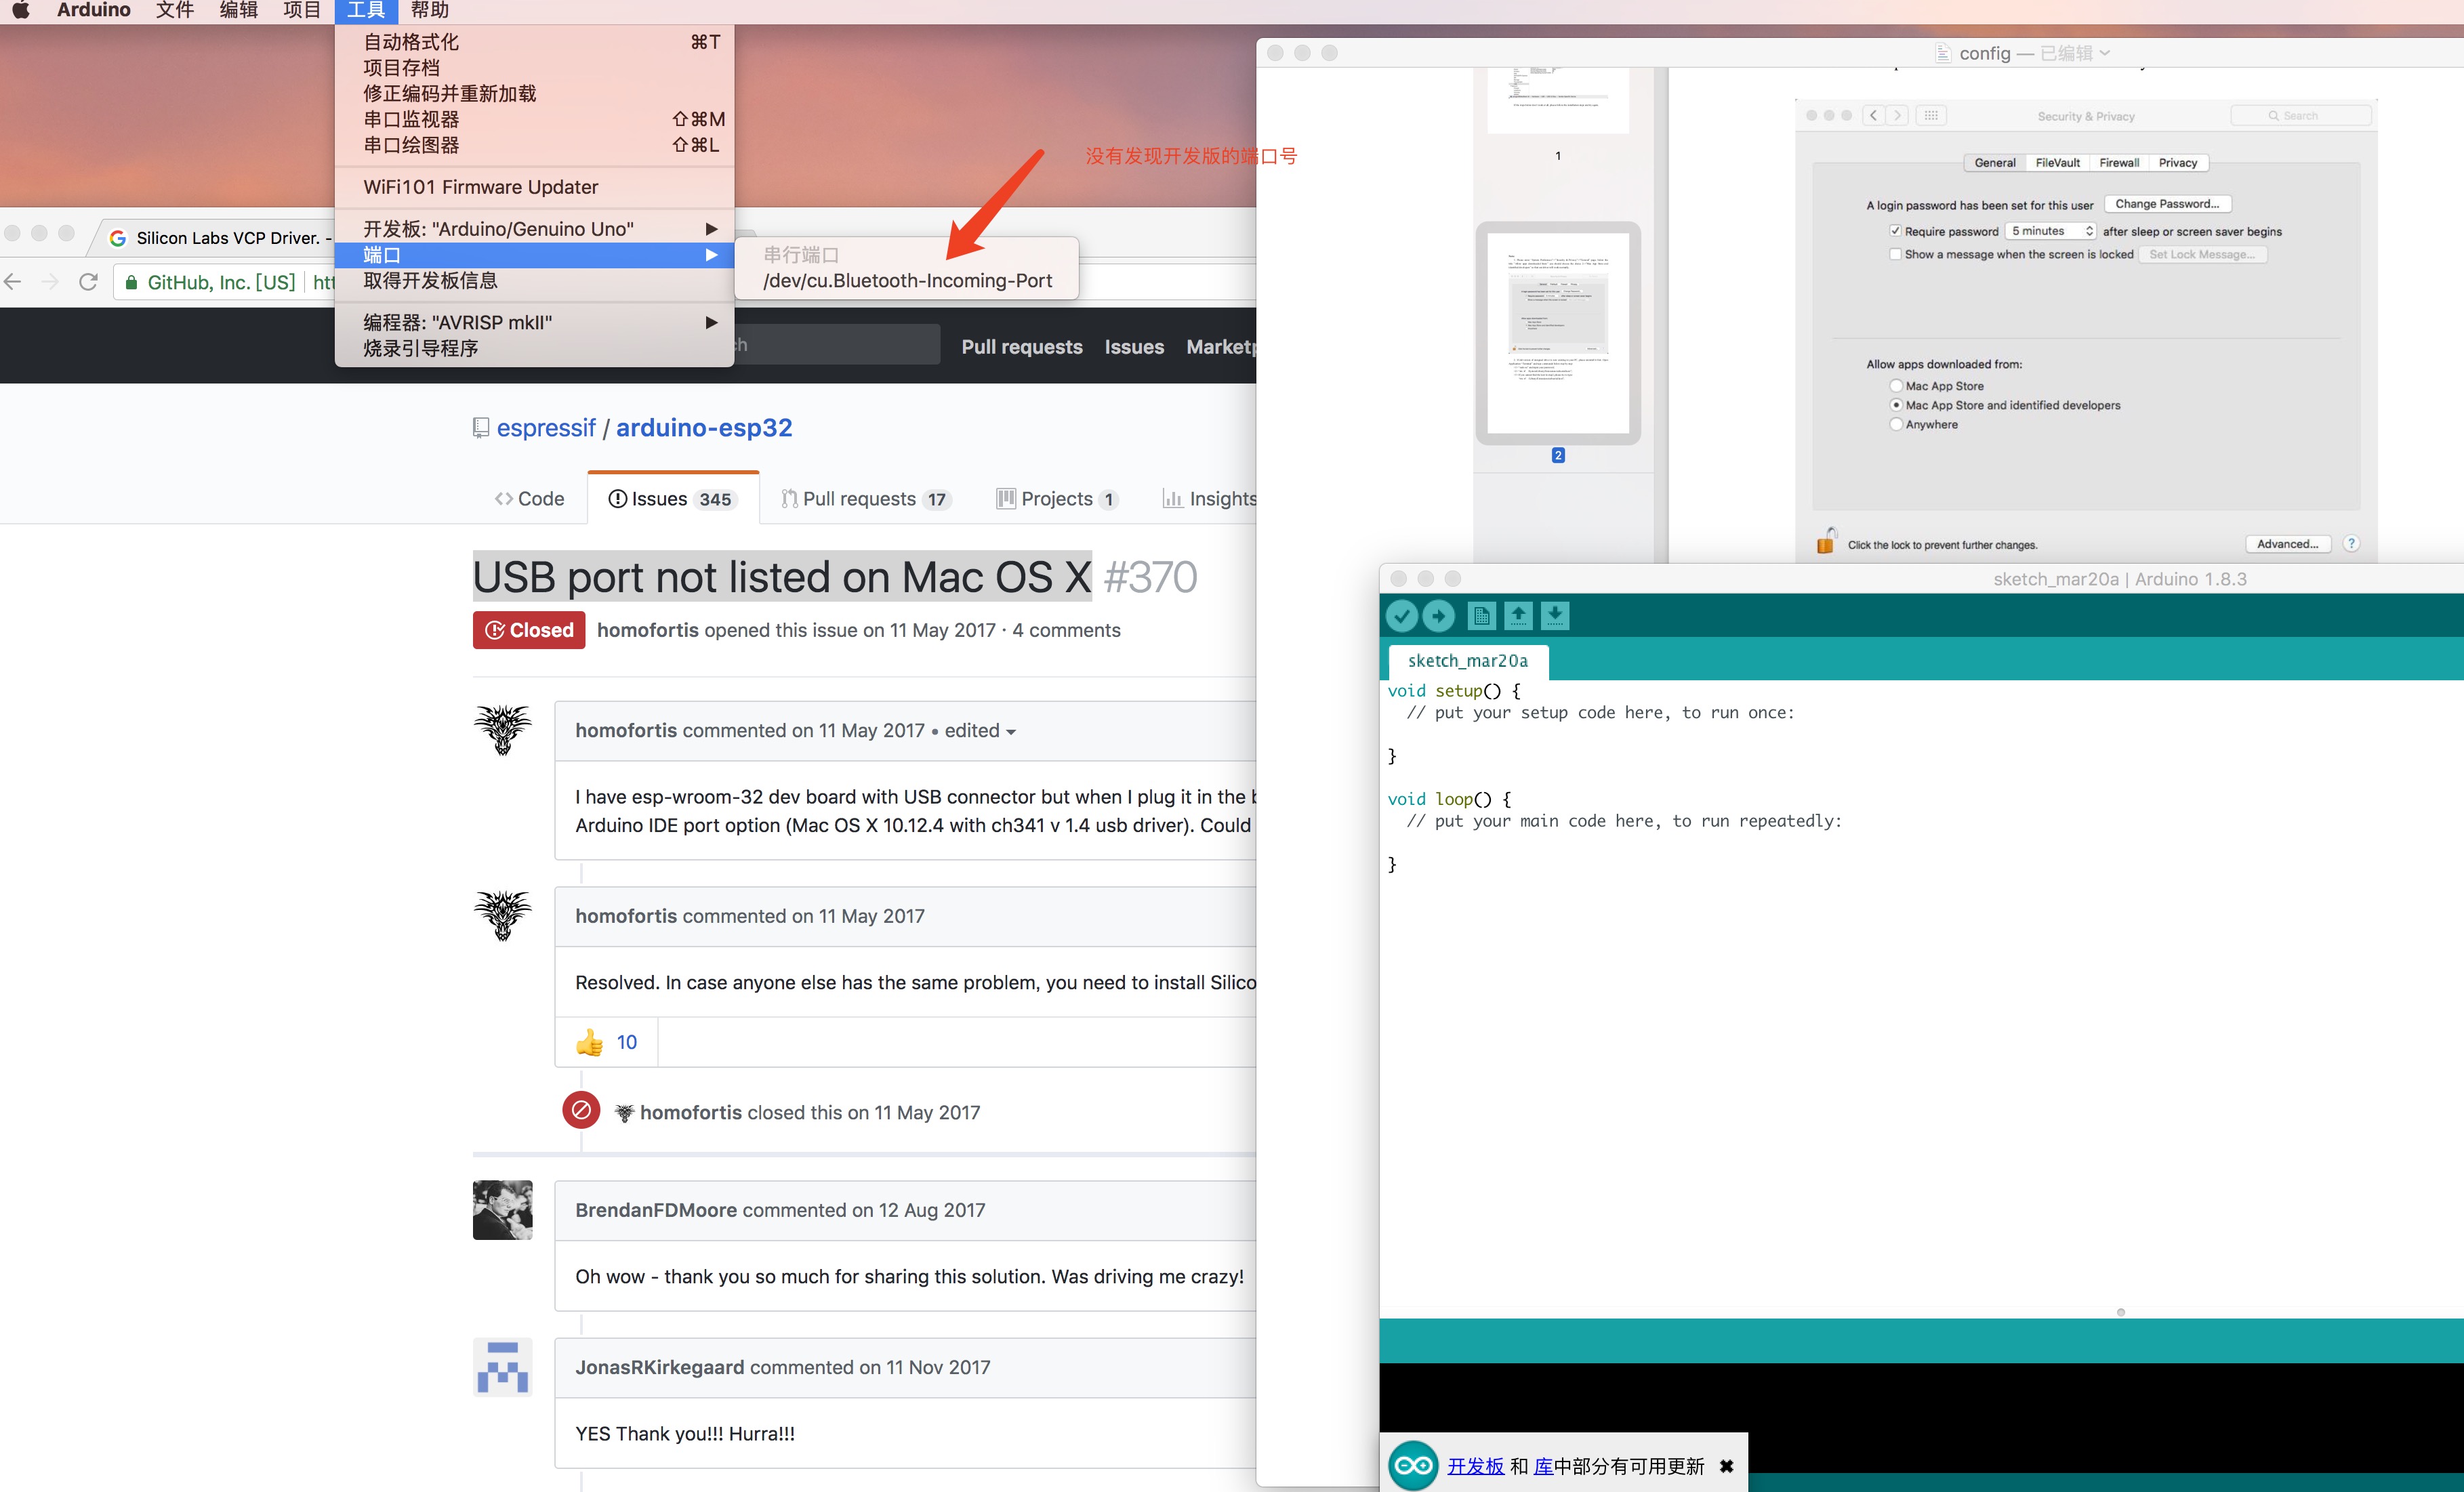 Arduino 文件 编辑 项目 工具 帮助
自动格式化 ⌘T
项目存档
修正编码并重新加载
串口监视器 ⇧⌘M
串口绘图器 ⇧⌘L
WiFi101 Firmware Updater
开发板: "Arduino/Genuino Uno"
端口
取得开发板信息
编程器: "AVRISP mkII"
烧录引导程序
串行端口
/dev/cu.Bluetooth-Incoming-Port
没有发现开发版的端口号
Silicon Labs VCP Driver. -
GitHub, Inc. [US] htt
ch Pull requests Issues Marketp
espressif / arduino-esp32
Code Issues 345 Pull requests 17 Projects 1 Insights
USB port not listed on Mac OS X #370
Closed homofortis opened this issue on 11 May 2017 · 4 comments
homofortis commented on 11 May 2017 • edited
I have esp-wroom-32 dev board with USB connector but when I plug it in the b
Arduino IDE port option (Mac OS X 10.12.4 with ch341 v 1.4 usb driver). Could
homofortis commented on 11 May 2017
Resolved. In case anyone else has the same problem, you need to install Silico
👍 10
homofortis closed this on 11 May 2017
BrendanFDMoore commented on 12 Aug 2017
Oh wow - thank you so much for sharing this solution. Was driving me crazy!
JonasRKirkegaard commented on 11 Nov 2017
YES Thank you!!! Hurra!!!
config — 已编辑
1
2
Security & Privacy
Search
General FileVault Firewall Privacy
A login password has been set for this user Change Password...
Require password 5 minutes after sleep or screen saver begins
Show a message when the screen is locked Set Lock Message...
Allow apps downloaded from:
Mac App Store
Mac App Store and identified developers
Anywhere
Click the lock to prevent further changes. Advanced... ?
sketch_mar20a | Arduino 1.8.3
sketch_mar20a
void setup() {
// put your setup code here, to run once:
}
void loop() {
// put your main code here, to run repeatedly:
}
开发板 和 库中部分有可用更新 ✖